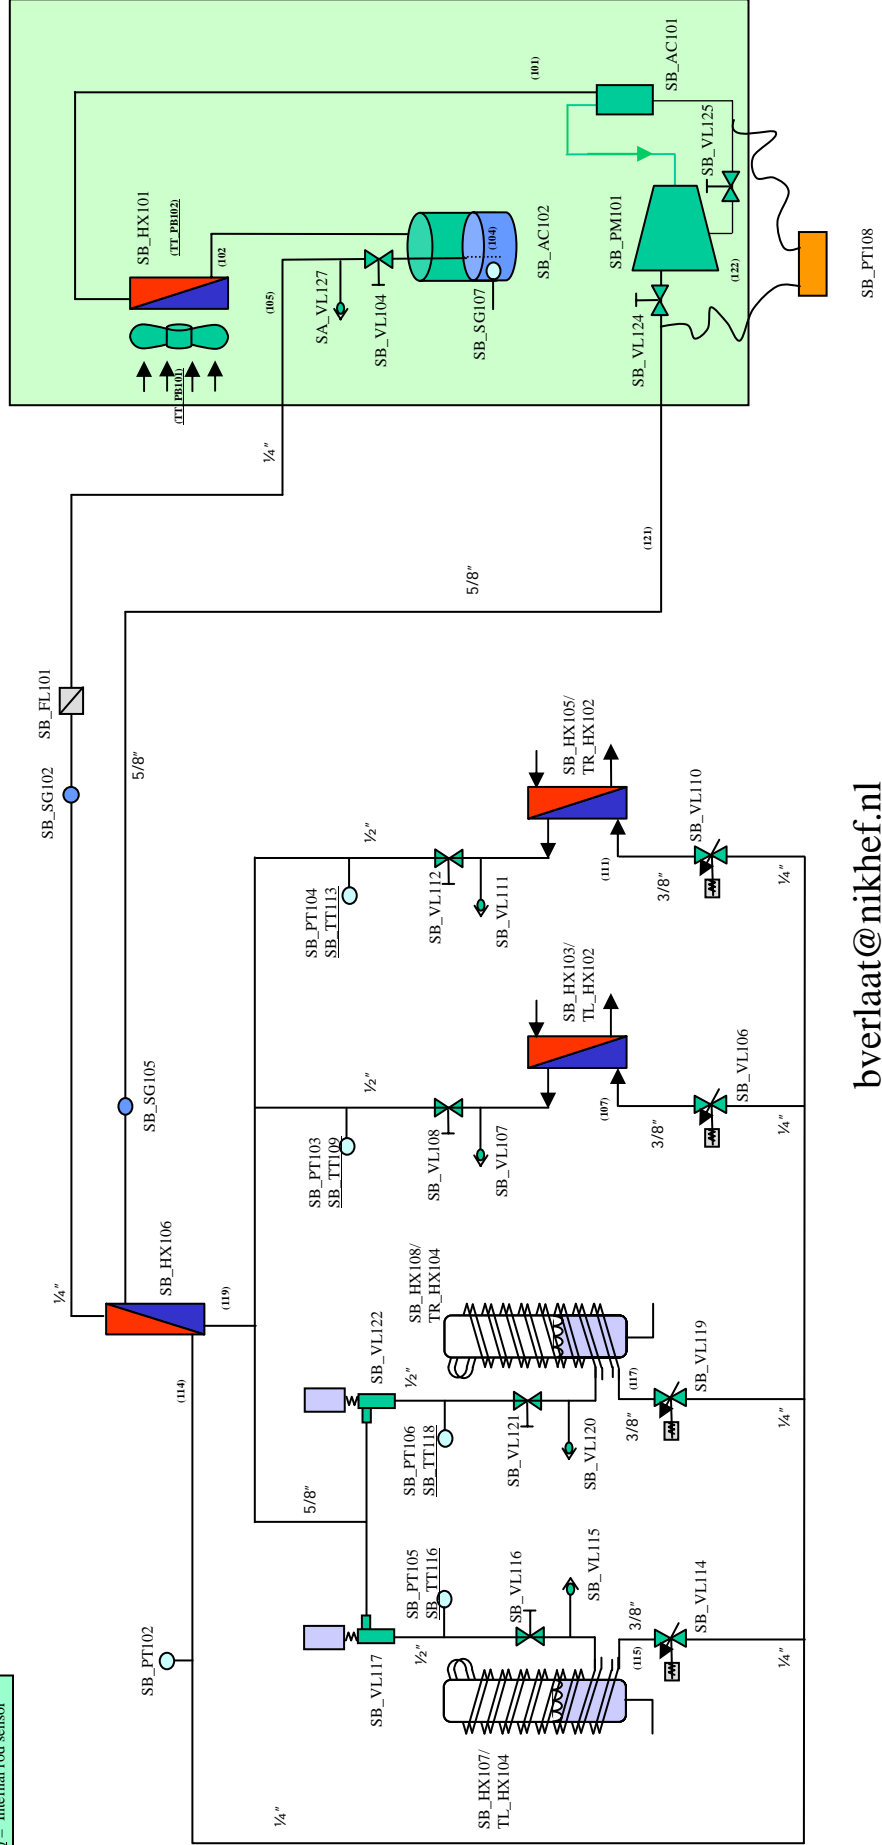 SB_AC101
(101)
SB_HX101
(TT_PB102)
(102
(105)
SA_VL127
SB_VL104
(104)
SB_AC102
SB_SG107
SB_VL125
SB_PM101
(122)
SB_PT108
SB_VL124
(TT_PB101)
¼"
(121)
5/8"
SB_FL101
SB_SG102
5/8"
SB_SG105
SB_HX106
¼"
(119)
(114)
SB_PT102
¼"
½"
SB_PT104
SB_TT113
SB_VL112
SB_VL111
SB_HX105/
TR_HX102
(111)
SB_VL110
3/8"
¼"
½"
SB_PT103
SB_TT109
SB_VL108
SB_VL107
SB_HX103/
TL_HX102
(107)
SB_VL106
3/8"
¼"
SB_HX108/
TR_HX104
SB_VL122
½"
SB_PT106
SB_TT118
SB_VL121
SB_VL120
(117)
SB_VL119
3/8"
¼"
5/8"
SB_PT105
SB_TT116
SB_VL116
SB_VL115
SB_VL117
½"
3/8"
(115)
SB_VL114
¼"
SB_HX107/
TL_HX104
= Internal rod sensor
bverlaat@nikhef.nl